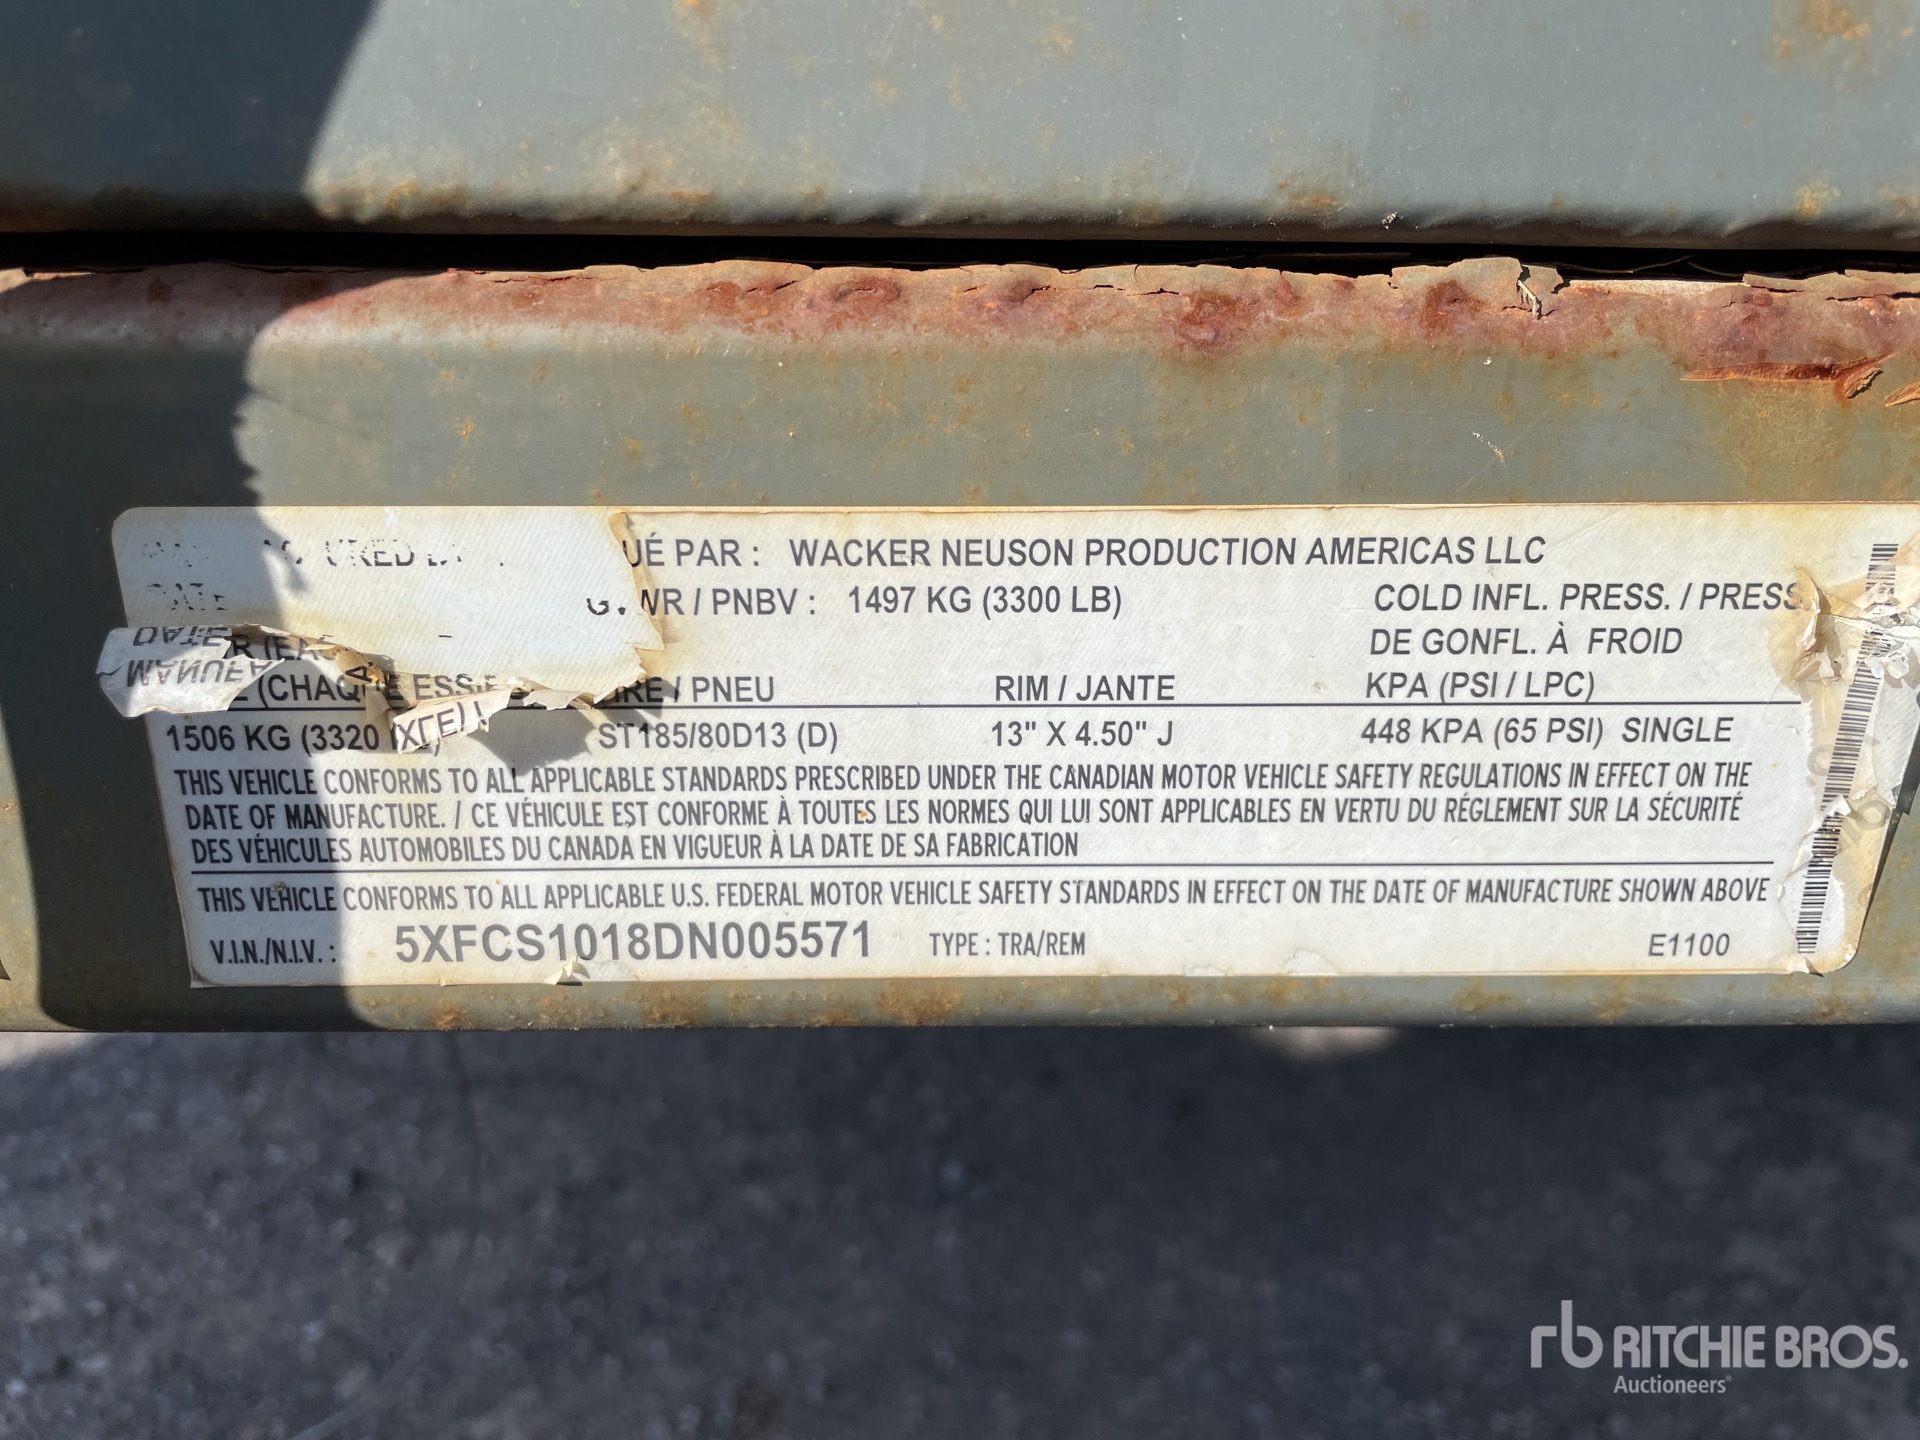 UÉ PAR : WACKER NEUSON PRODUCTION AMERICAS LLC
/ PNBV : 1497 KG (3300 LB)
COLD INFL. PRESS. / PRESS.
DE GONFL. À FROID
(CHAQUE ESSIE
/ PNEU
RIM / JANTE
KPA (PSI / LPC)
1506 KG (3320
ST185/80D13 (D)
13" X 4.50" J
448 KPA (65 PSI) SINGLE
THIS VEHICLE CONFORMS TO ALL APPLICABLE STANDARDS PRESCRIBED UNDER THE CANADIAN MOTOR VEHICLE SAFETY REGULATIONS IN EFFECT ON THE
DATE OF MANUFACTURE. / CE VÉHICULE EST CONFORME À TOUTES LES NORMES QUI LUI SONT APPLICABLES EN VERTU DU RÉGLEMENT SUR LA SÉCURITÉ
DES VÉHICULES AUTOMOBILES DU CANADA EN VIGUEUR À LA DATE DE SA FABRICATION
THIS VEHICLE CONFORMS TO ALL APPLICABLE U.S. FEDERAL MOTOR VEHICLE SAFETY STANDARDS IN EFFECT ON THE DATE OF MANUFACTURE SHOWN ABOVE
V.I.N./N.I.V. : 5XFCS1018DN005571 TYPE : TRA/REM E1100
rb RITCHIE BROS.
Auctioneers